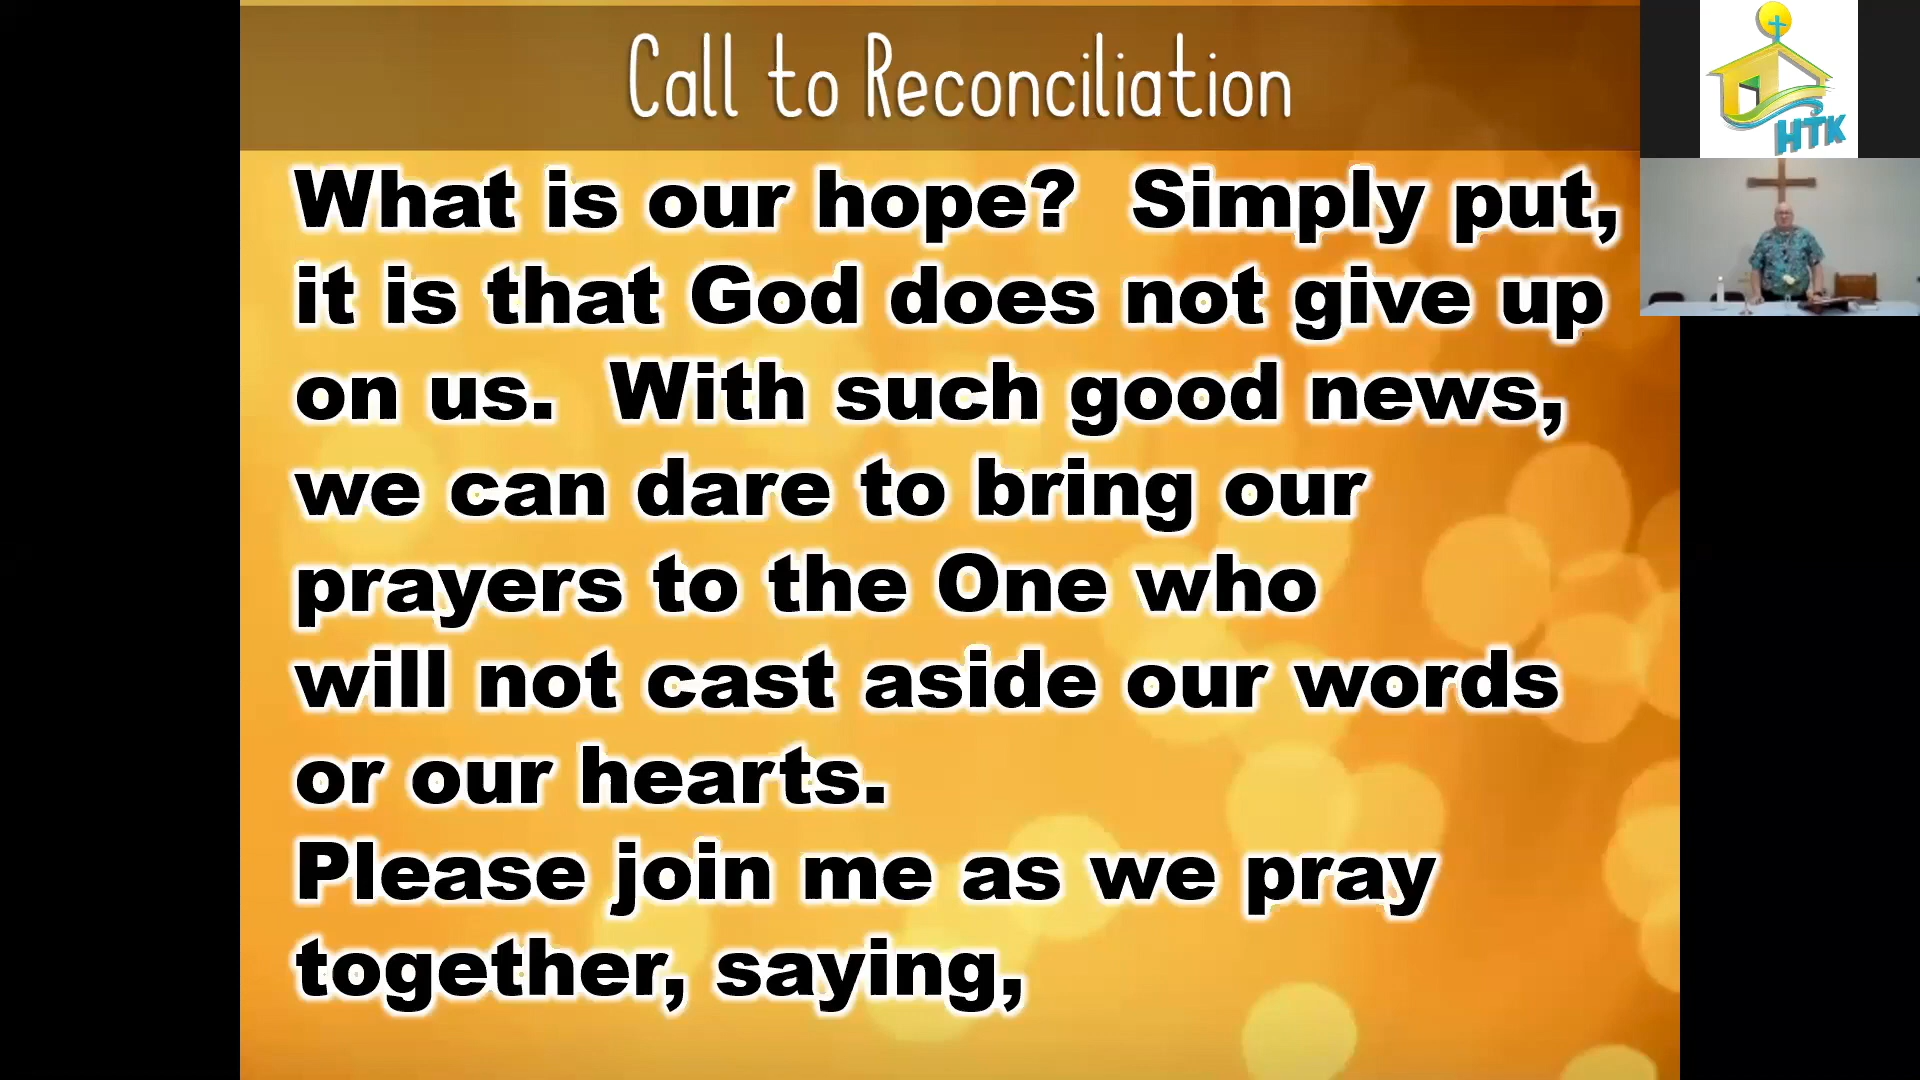 Call to Reconciliation
What is our hope?  Simply put,
it is that God does not give up
on us.  With such good news,
we can dare to bring our
prayers to the One who
will not cast aside our words
or our hearts.
Please join me as we pray
together, saying,
HTK